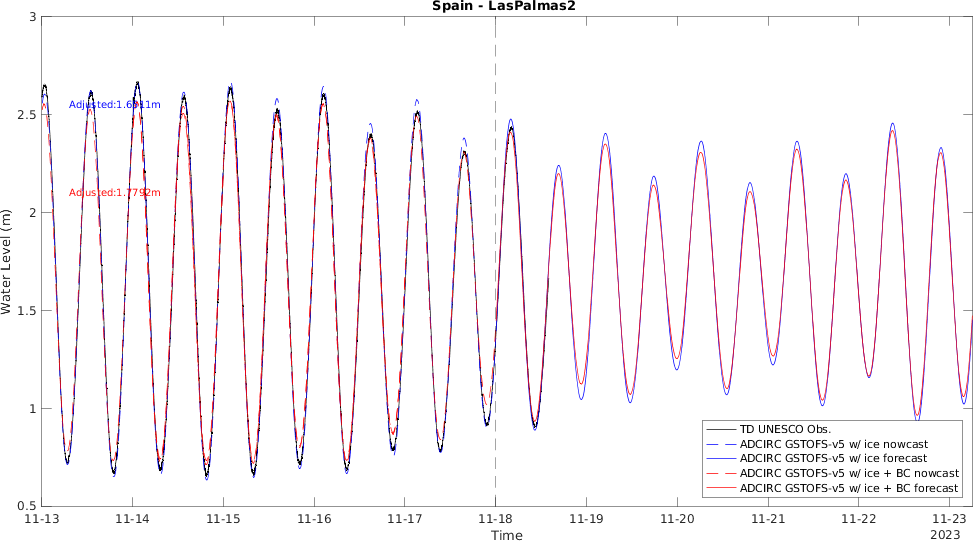 Spain - LasPalmas2
3
2.5
2
1.5
1
0.5
Water Level (m)
Adjusted:1.7792m
TD UNESCO Obs.
ADCIRC GSTOFS-v5 w/ ice nowcast
ADCIRC GSTOFS-v5 w/ ice forecast
ADCIRC GSTOFS-v5 w/ ice + BC nowcast
ADCIRC GSTOFS-v5 w/ ice + BC forecast
11-13 11-14 11-15 11-16 11-17 11-18 11-19 11-20 11-21 11-22 11-23
2023
Time